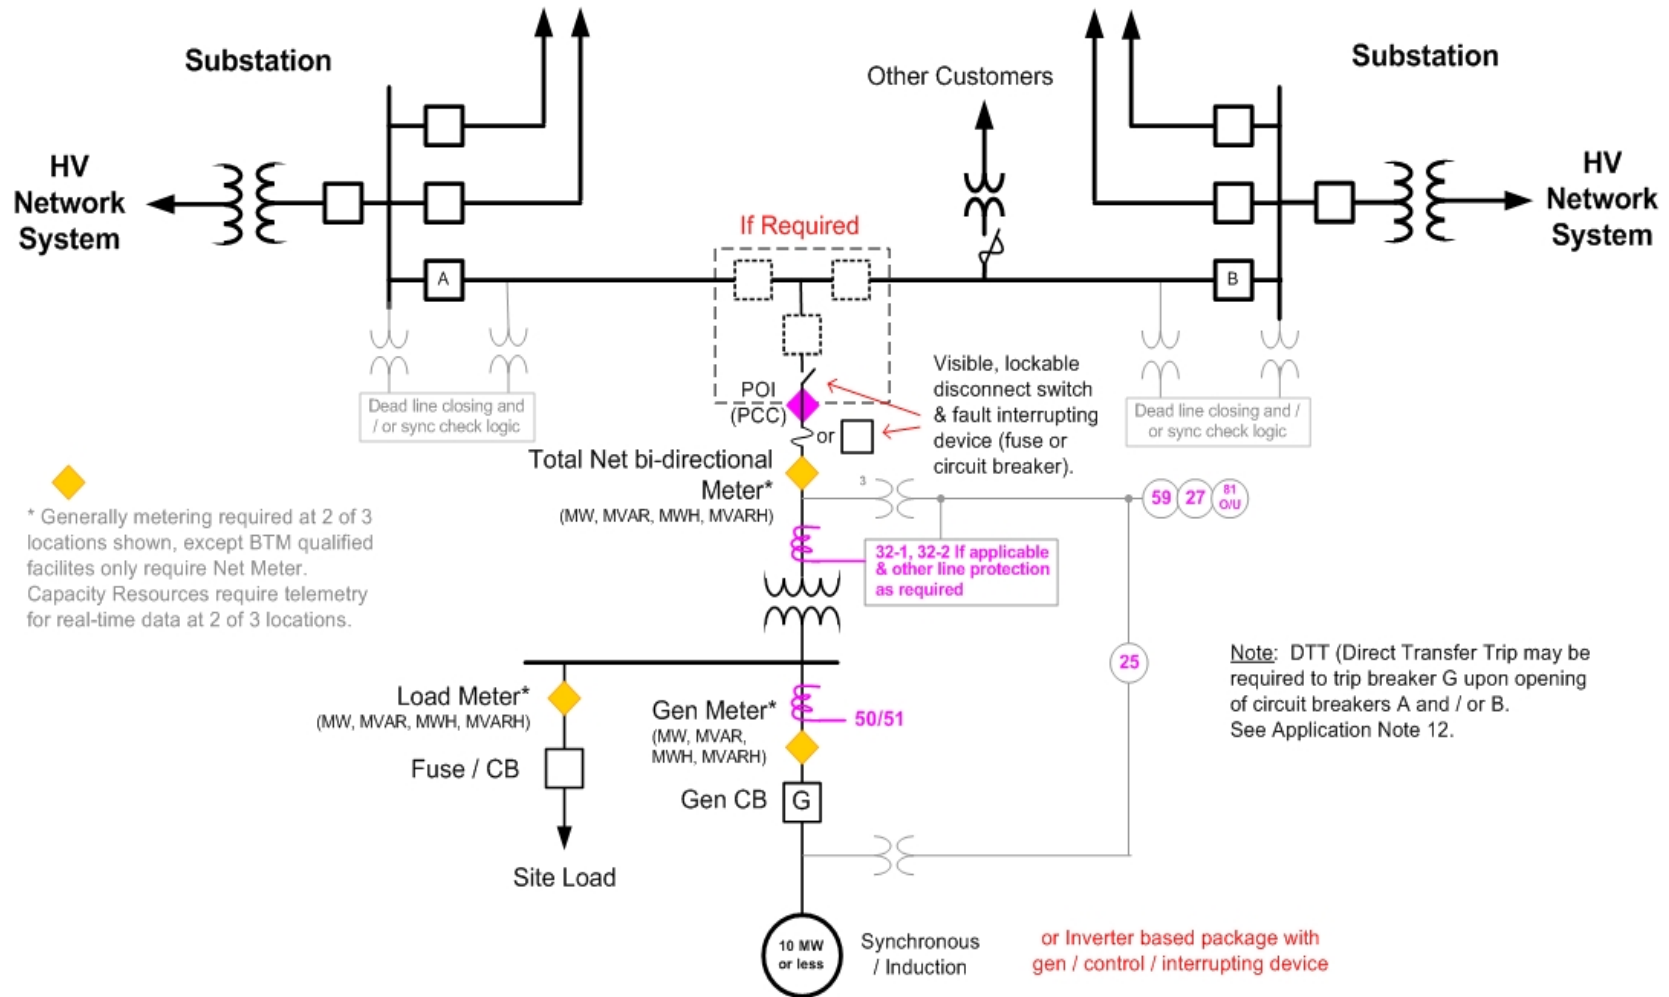 Substation
Substation
Other Customers
HV
Network
System
HV
Network
System
If Required
A
B
Dead line closing and
/ or sync check logic
POI
(PCC)
or
Visible, lockable
disconnect switch
& fault interrupting
device (fuse or
circuit breaker).
Dead line closing and /
or sync check logic
Total Net bi-directional
Meter*
(MW, MVAR, MWH, MVARH)
3
59
27
81
O/U
* Generally metering required at 2 of 3
locations shown, except BTM qualified
facilites only require Net Meter.
Capacity Resources require telemetry
for real-time data at 2 of 3 locations.
32-1, 32-2 If applicable
& other line protection
as required
25
Note: DTT (Direct Transfer Trip may be
required to trip breaker G upon opening
of circuit breakers A and / or B.
See Application Note 12.
Load Meter*
(MW, MVAR, MWH, MVARH)
Gen Meter*
(MW, MVAR,
MWH, MVARH)
50/51
Fuse / CB
Gen CB
G
Site Load
10 MW
or less
Synchronous
/ Induction
or Inverter based package with
gen / control / interrupting device